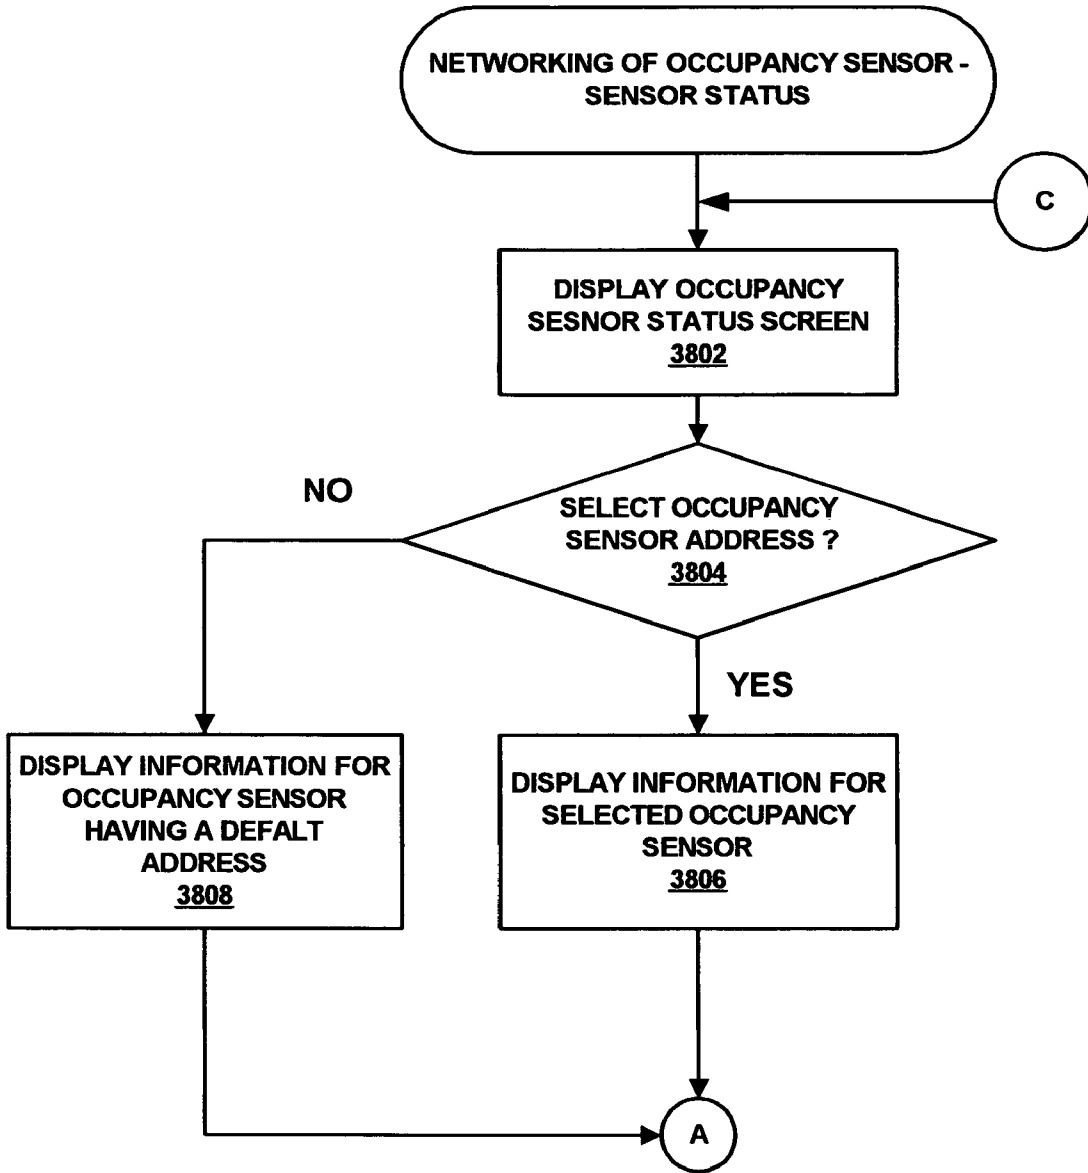 NETWORKING OF OCCUPANCY SENSOR -
SENSOR STATUS
C
DISPLAY OCCUPANCY
SESNOR STATUS SCREEN
3802
NO
SELECT OCCUPANCY
SENSOR ADDRESS ?
3804
YES
DISPLAY INFORMATION FOR
OCCUPANCY SENSOR
HAVING A DEFALT
ADDRESS
3808
DISPLAY INFORMATION FOR
SELECTED OCCUPANCY
SENSOR
3806
A